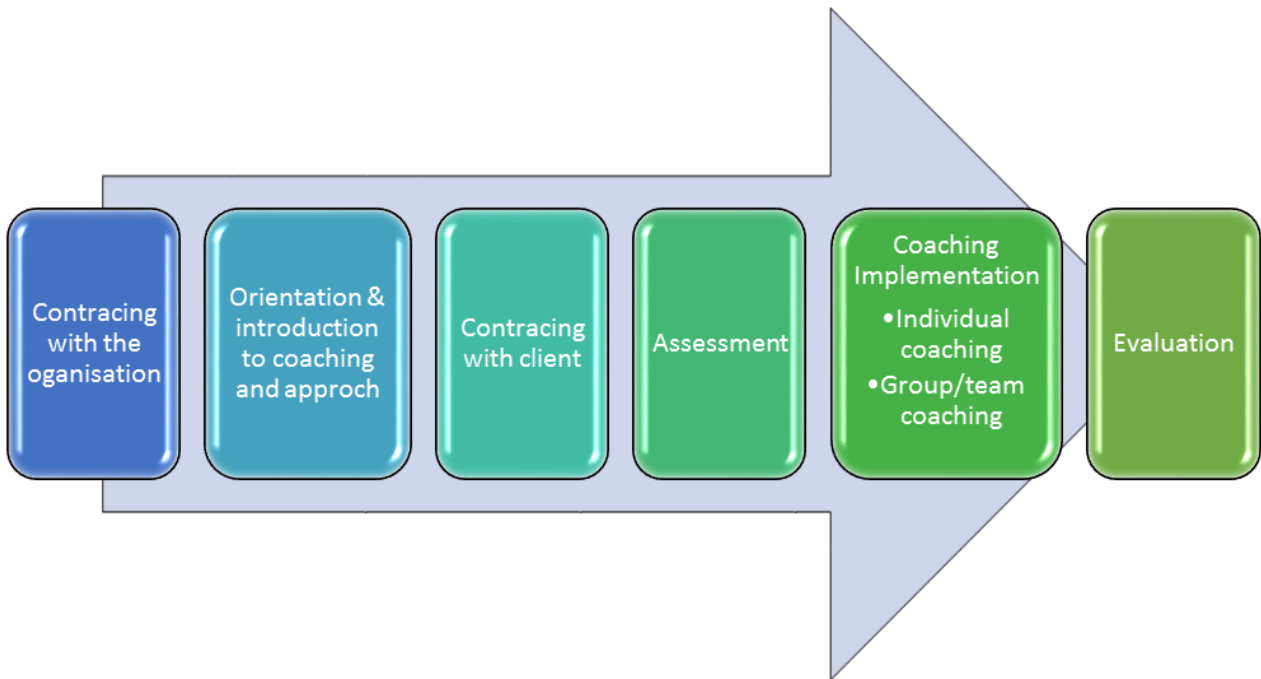 Contracing
with the
oganisation
Orientation &
introduction
to coaching
and approch
Contracing
with client
Assessment
Coaching
Implementation
•Individual
coaching
•Group/team
coaching
Evaluation